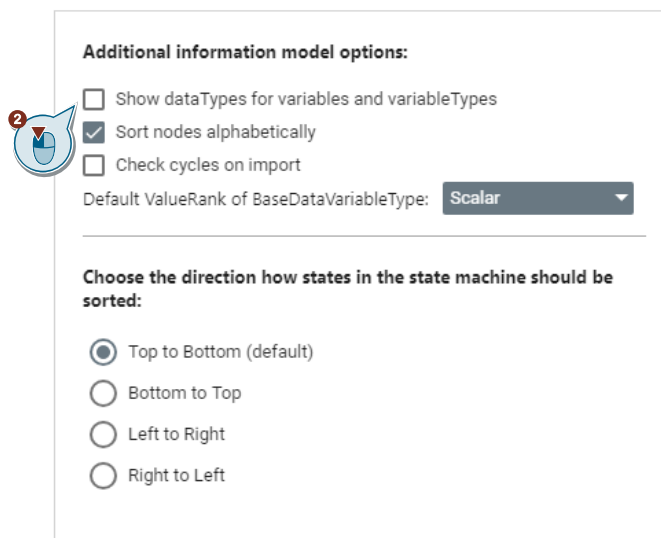 Additional information model options:
Show dataTypes for variables and variableTypes
2
Sort nodes alphabetically
Check cycles on import
Default ValueRank of BaseDataVariableType: Scalar
Choose the direction how states in the state machine should be
sorted:
Top to Bottom (default)
Bottom to Top
Left to Right
Right to Left